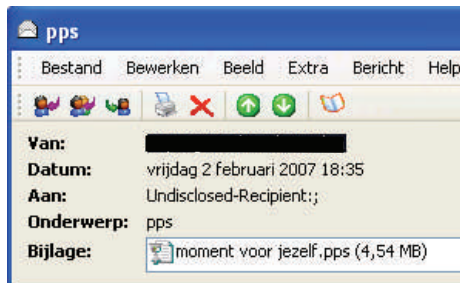 pps
Bestand Bewerken Beeld Extra Bericht Help
Van:
Datum: vrijdag 2 februari 2007 18:35
Aan: Undisclosed-Recipient:;
Onderwerp: pps
Bijlage: moment voor jezelf.pps (4,54 MB)